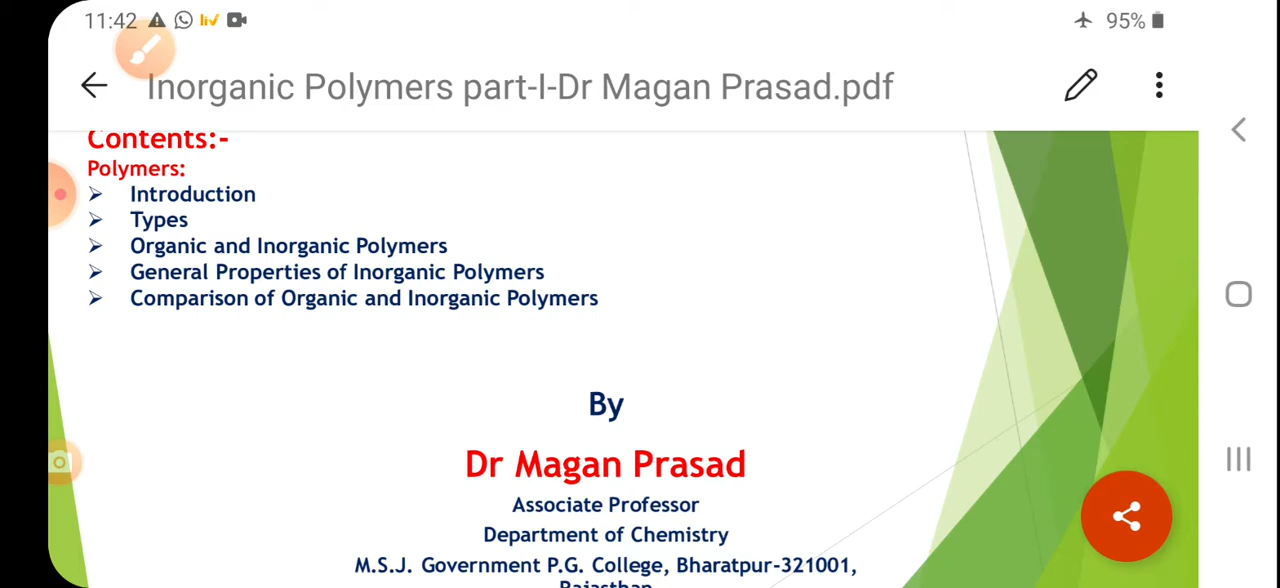 11:42 liv 95%
Inorganic Polymers part-I-Dr Magan Prasad.pdf
Contents:-
Polymers:
➢ Introduction
➢ Types
➢ Organic and Inorganic Polymers
➢ General Properties of Inorganic Polymers
➢ Comparison of Organic and Inorganic Polymers
By
Dr Magan Prasad
Associate Professor
Department of Chemistry
M.S.J. Government P.G. College, Bharatpur-321001,
Rajasthan